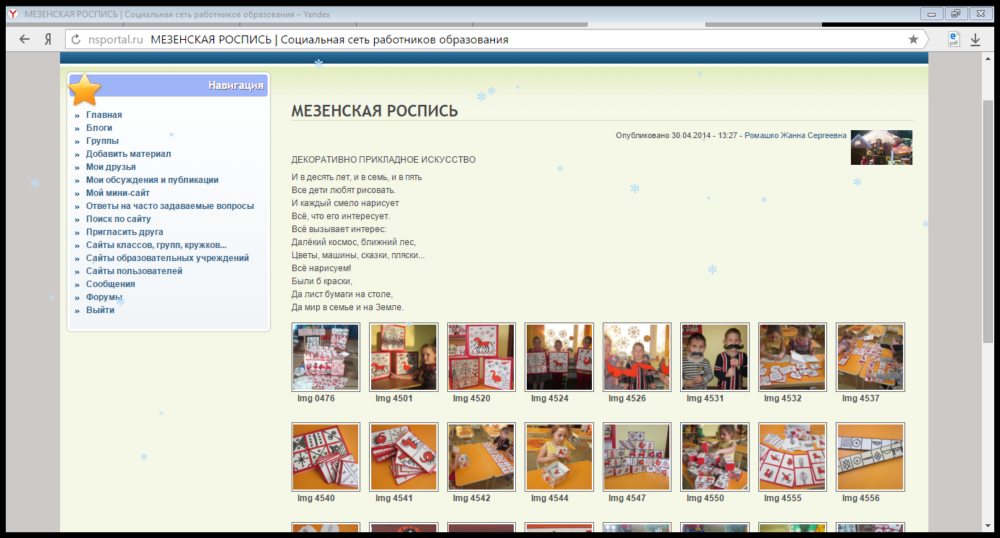 МЕЗЕНСКАЯ РОСПИСЬ | Социальная сеть работников образования – Yandex
Я nsportal.ru МЕЗЕНСКАЯ РОСПИСЬ | Социальная сеть работников образования
pdf
Навигация
Главная
Блоги
Группы
Добавить материал
Мои друзья
Мои обсуждения и публикации
Мой мини-сайт
Ответы на часто задаваемые вопросы
Поиск по сайту
Пригласить друга
Сайты классов, групп, кружков...
Сайты образовательных учреждений
Сайты пользователей
Сообщения
Форумы
Выйти
МЕЗЕНСКАЯ РОСПИСЬ
Опубликовано 30.04.2014 - 13:27 - Ромашко Жанна Сергеевна
ДЕКОРАТИВНО ПРИКЛАДНОЕ ИСКУССТВО
И в десять лет, и в семь, и в пять
Все дети любят рисовать.
И каждый смело нарисует
Всё, что его интересует.
Всё вызывает интерес:
Далёкий космос, ближний лес,
Цветы, машины, сказки, пляски...
Всё нарисуем!
Были б краски,
Да лист бумаги на столе,
Да мир в семье и на Земле.
Img 0476 Img 4501 Img 4520 Img 4524 Img 4526 Img 4531 Img 4532 Img 4537
Img 4540 Img 4541 Img 4542 Img 4544 Img 4547 Img 4550 Img 4555 Img 4556